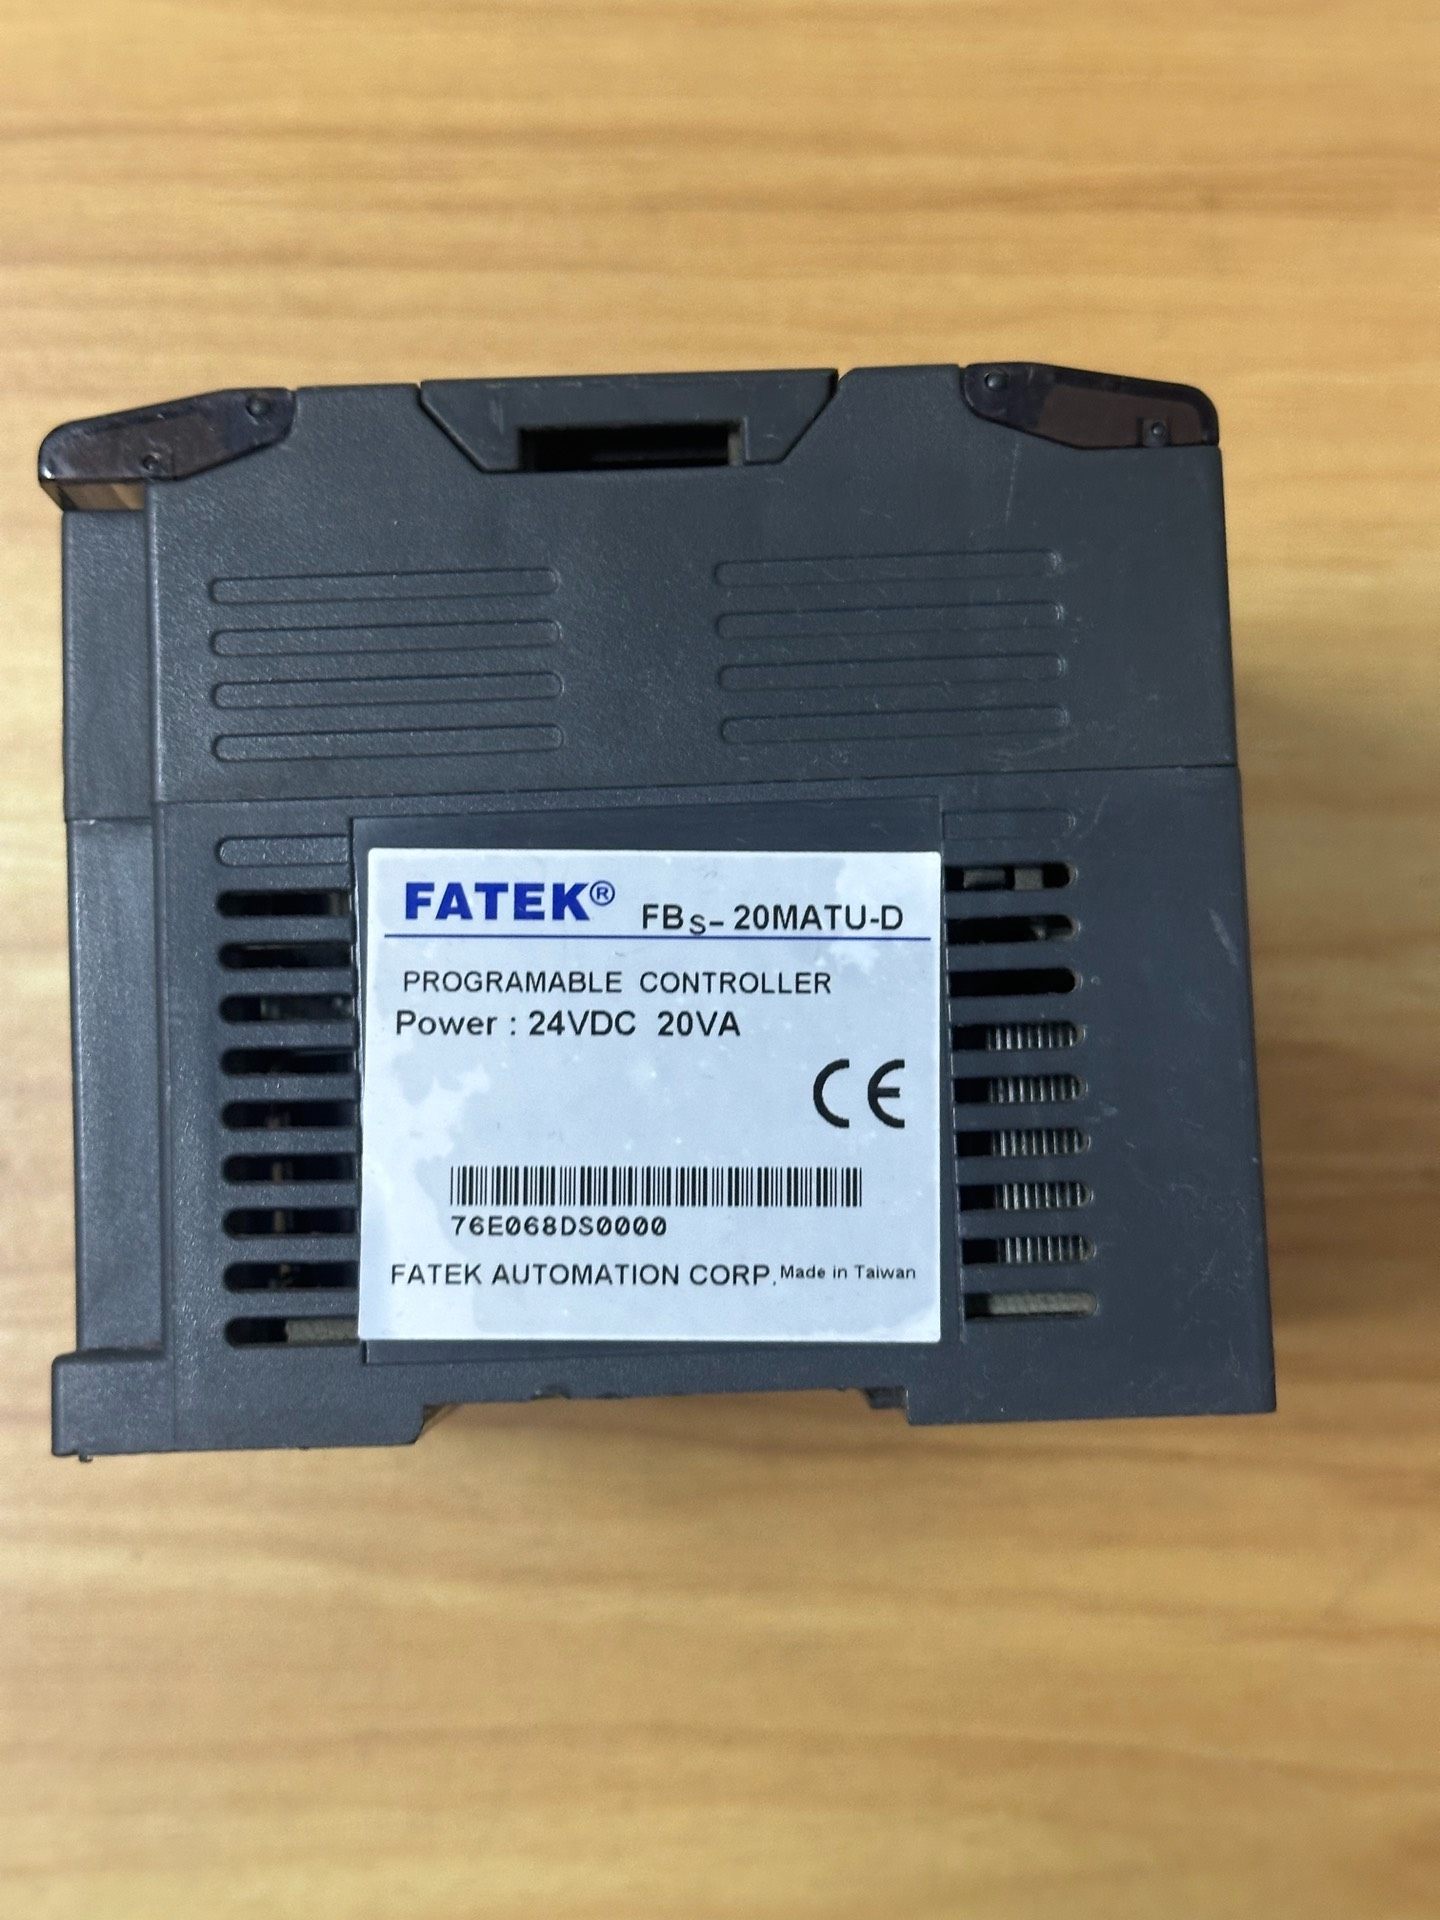 FATEK® FBs-20MATU-D
PROGRAMABLE CONTROLLER
Power : 24VDC 20VA
CE
76E068DS0000
FATEK AUTOMATION CORP. Made in Taiwan